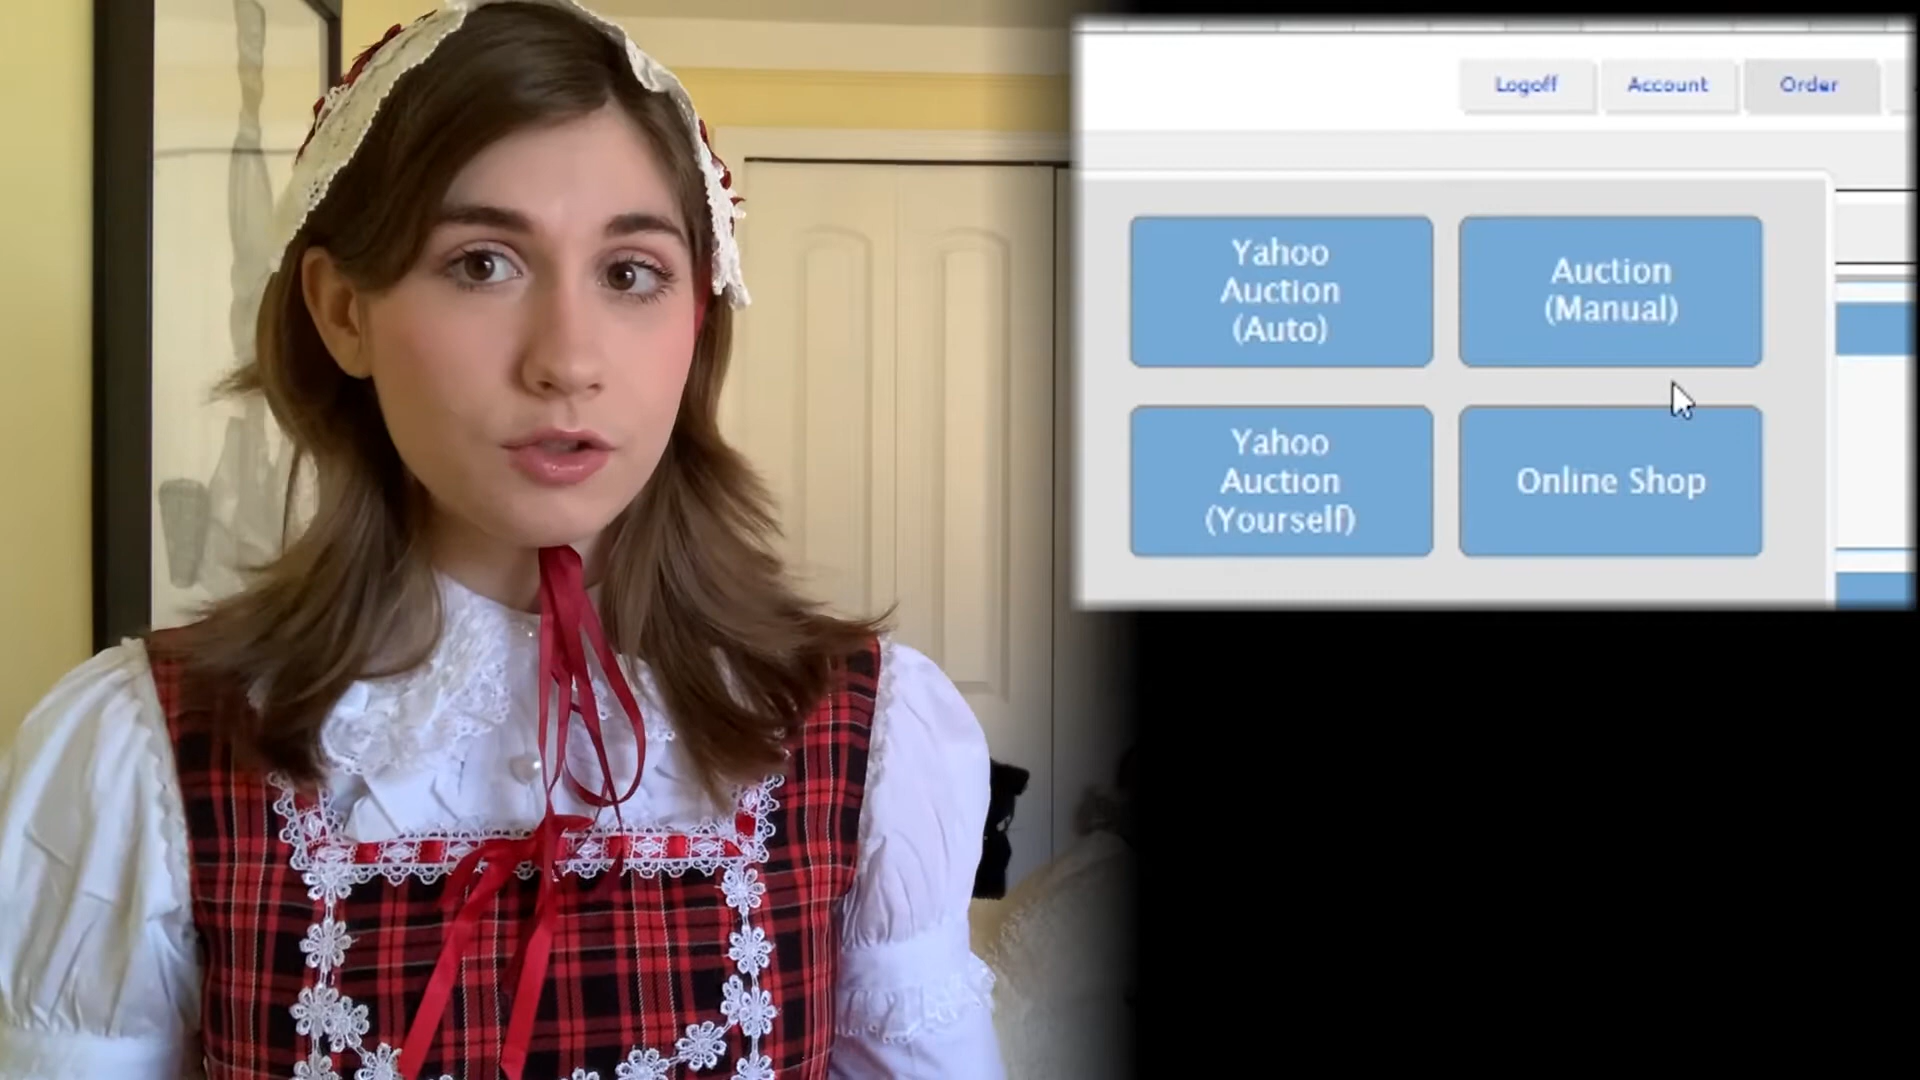 Logoff
Account
Order
Yahoo
Auction
(Auto)
Auction
(Manual)
Yahoo
Auction
(Yourself)
Online Shop